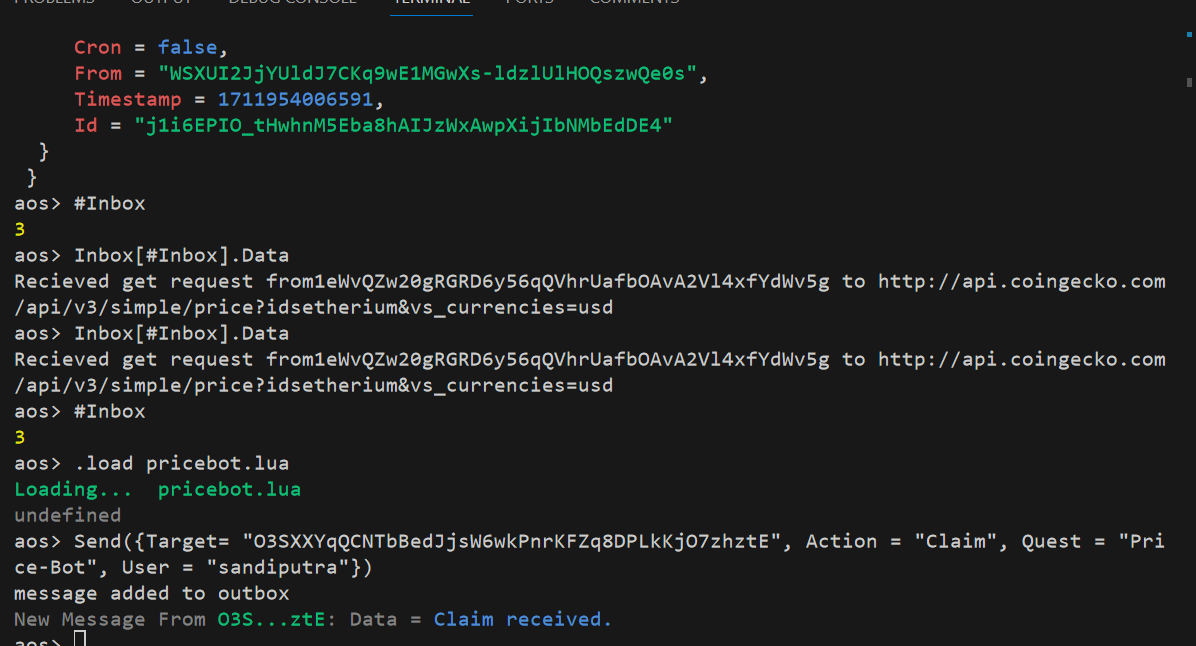 PROBLEMS OUTPUT DEBUG CONSOLE TERMINAL PORTS COMMENTS
Cron = false,
From = "WSXUI2JjYUldJ7CKq9wE1MGwXs-ldzlUlHOQszwQe0s",
Timestamp = 1711954006591,
Id = "j1i6EPIO_tHwhnM5Eba8hAIJzWxAwpXijIbNMbEdDE4"
}
}
aos> #Inbox
3
aos> Inbox[#Inbox].Data
Recieved get request from1eWvQZw20gRGRD6y56qQVhrUafbOAvA2Vl4xfYdWv5g to http://api.coingecko.com
/api/v3/simple/price?idsetherium&vs_currencies=usd
aos> Inbox[#Inbox].Data
Recieved get request from1eWvQZw20gRGRD6y56qQVhrUafbOAvA2Vl4xfYdWv5g to http://api.coingecko.com
/api/v3/simple/price?idsetherium&vs_currencies=usd
aos> #Inbox
3
aos> .load pricebot.lua
Loading... pricebot.lua
undefined
aos> Send({Target= "O3SXXYqQCNTbBedJjsW6wkPnrKFZq8DPLkKjO7zhztE", Action = "Claim", Quest = "Pri
ce-Bot", User = "sandiputra"})
message added to outbox
New Message From O3S...ztE: Data = Claim received.
aos>